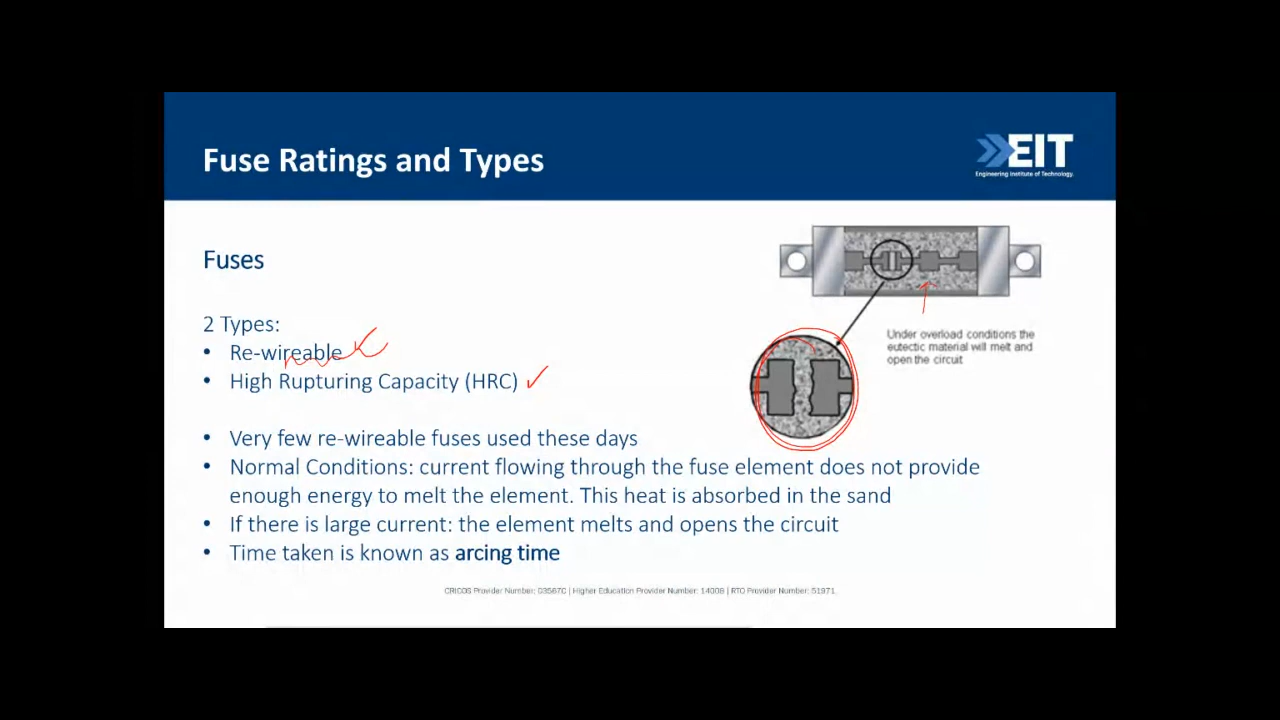 Fuse Ratings and Types
EIT
Engineering Institute of Technology.
Fuses
2 Types:
• Re-wireable
• High Rupturing Capacity (HRC)
Under overload conditions the
eutectic material will melt and
open the circuit
• Very few re-wireable fuses used these days
• Normal Conditions: current flowing through the fuse element does not provide
enough energy to melt the element. This heat is absorbed in the sand
• If there is large current: the element melts and opens the circuit
• Time taken is known as arcing time
CRICOS Provider Number: 03567C | Higher Education Provider Number: 14008 | RTO Provider Number: 51971